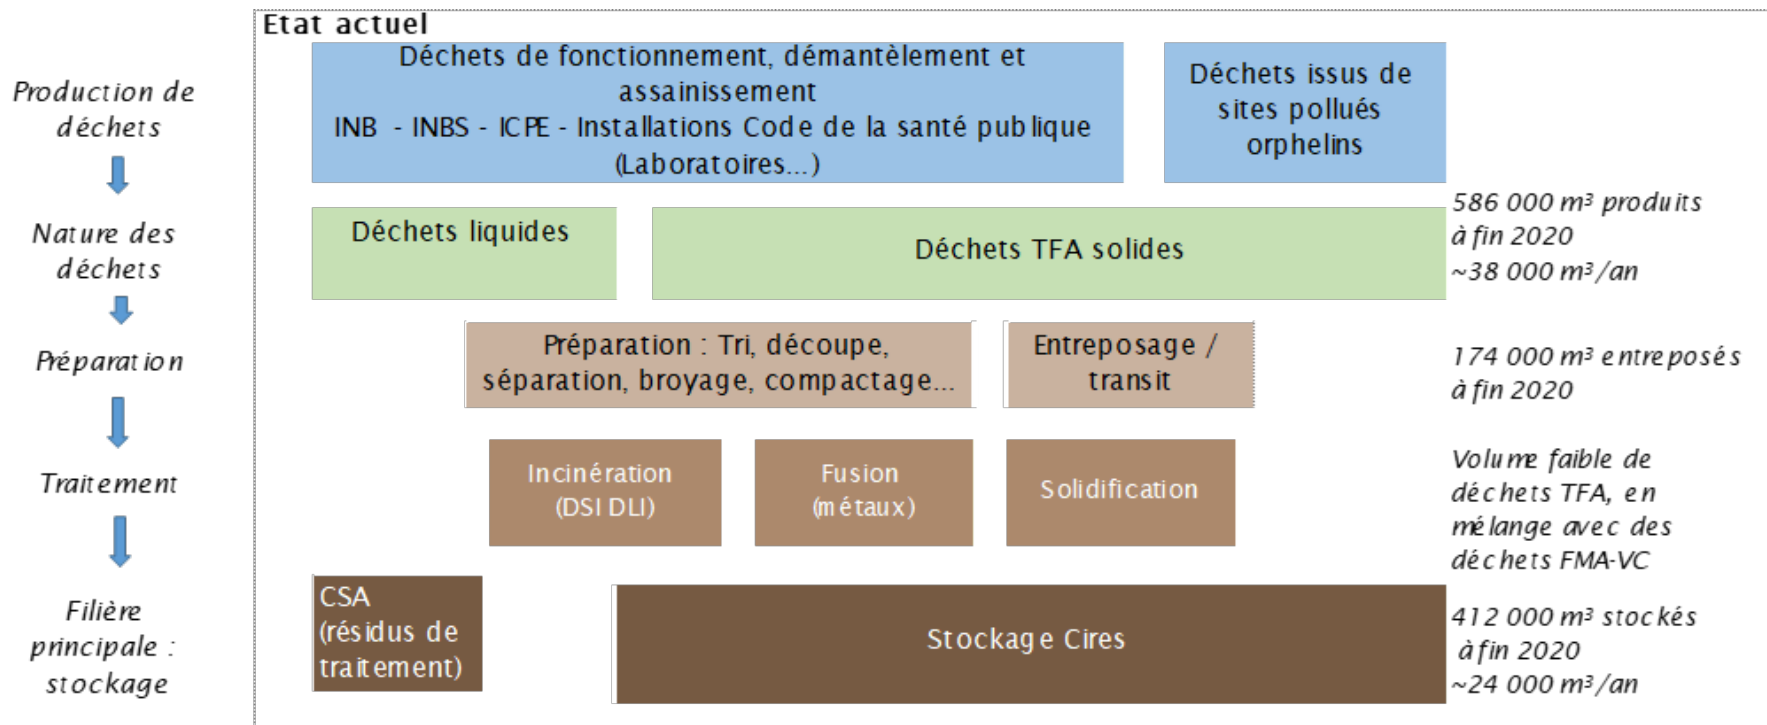 Etat actuel
Production de
déchets
Déchets de fonctionnement, démantèlement et
assainissement
INB - INBS - ICPE - Installations Code de la santé publique
(Laboratoires...)
Déchets issus de
sites pollués
orphelins
Nature des
déchets
Déchets liquides
Déchets TFA solides
586 000 m³ produits
à fin 2020
~38 000 m³/an
Préparation
Préparation : Tri, découpe,
séparation, broyage, compactage...
Entreposage /
transit
174 000 m³ entreposés
à fin 2020
Traitement
Incinération
(DSI DLI)
Fusion
(métaux)
Solidification
Volume faible de
déchets TFA, en
mélange avec des
déchets FMA-VC
Filière
principale :
stockage
CSA
(résidus de
traitement)
Stockage Cires
412 000 m³ stockés
à fin 2020
~24 000 m³/an